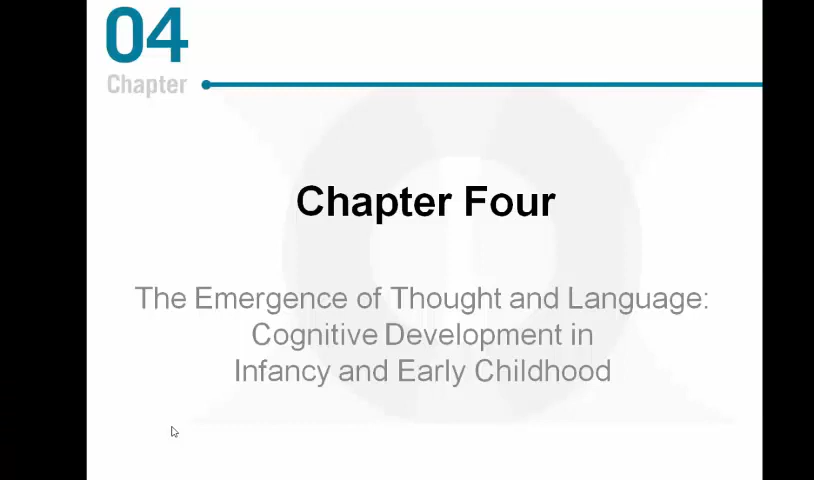 04
Chapter
Chapter Four
The Emergence of Thought and Language:
Cognitive Development in
Infancy and Early Childhood